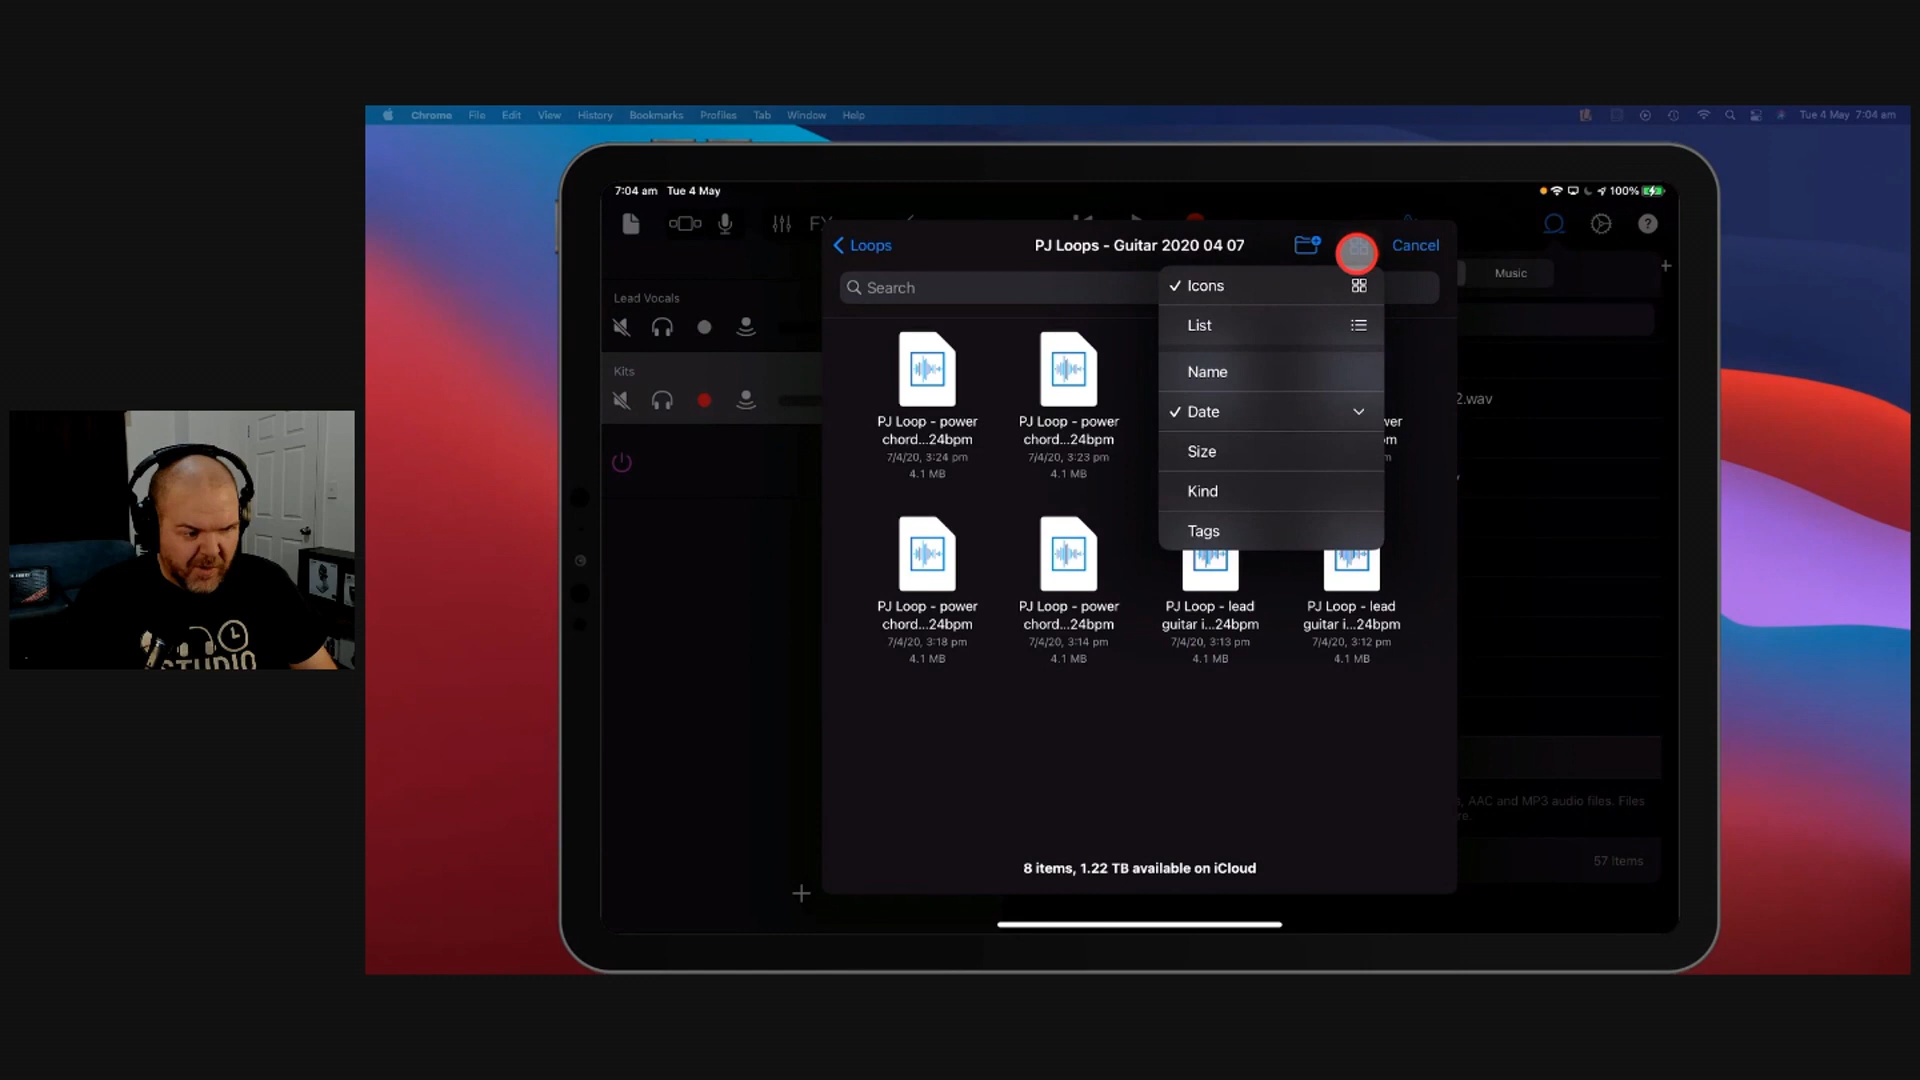 Chrome File Edit View History Bookmarks Profiles Tab Window Help
Tue 4 May 7:04 am
7:04 am Tue 4 May
100%
FX
Loops
PJ Loops - Guitar 2020 04 07
Cancel
Search
Music
Icons
List
Name
Date
Size
Kind
Tags
Lead Vocals
Kits
2.wav
PJ Loop - power
chord...24bpm
7/4/20, 3:24 pm
4.1 MB
PJ Loop - power
chord...24bpm
7/4/20, 3:23 pm
4.1 MB
PJ Loop - power
chord...24bpm
7/4/20, 3:18 pm
4.1 MB
PJ Loop - power
chord...24bpm
7/4/20, 3:14 pm
4.1 MB
PJ Loop - lead
guitar i...24bpm
7/4/20, 3:13 pm
4.1 MB
PJ Loop - lead
guitar i...24bpm
7/4/20, 3:12 pm
4.1 MB
, AAC and MP3 audio files. Files
57 Items
8 items, 1.22 TB available on iCloud
STUDIO